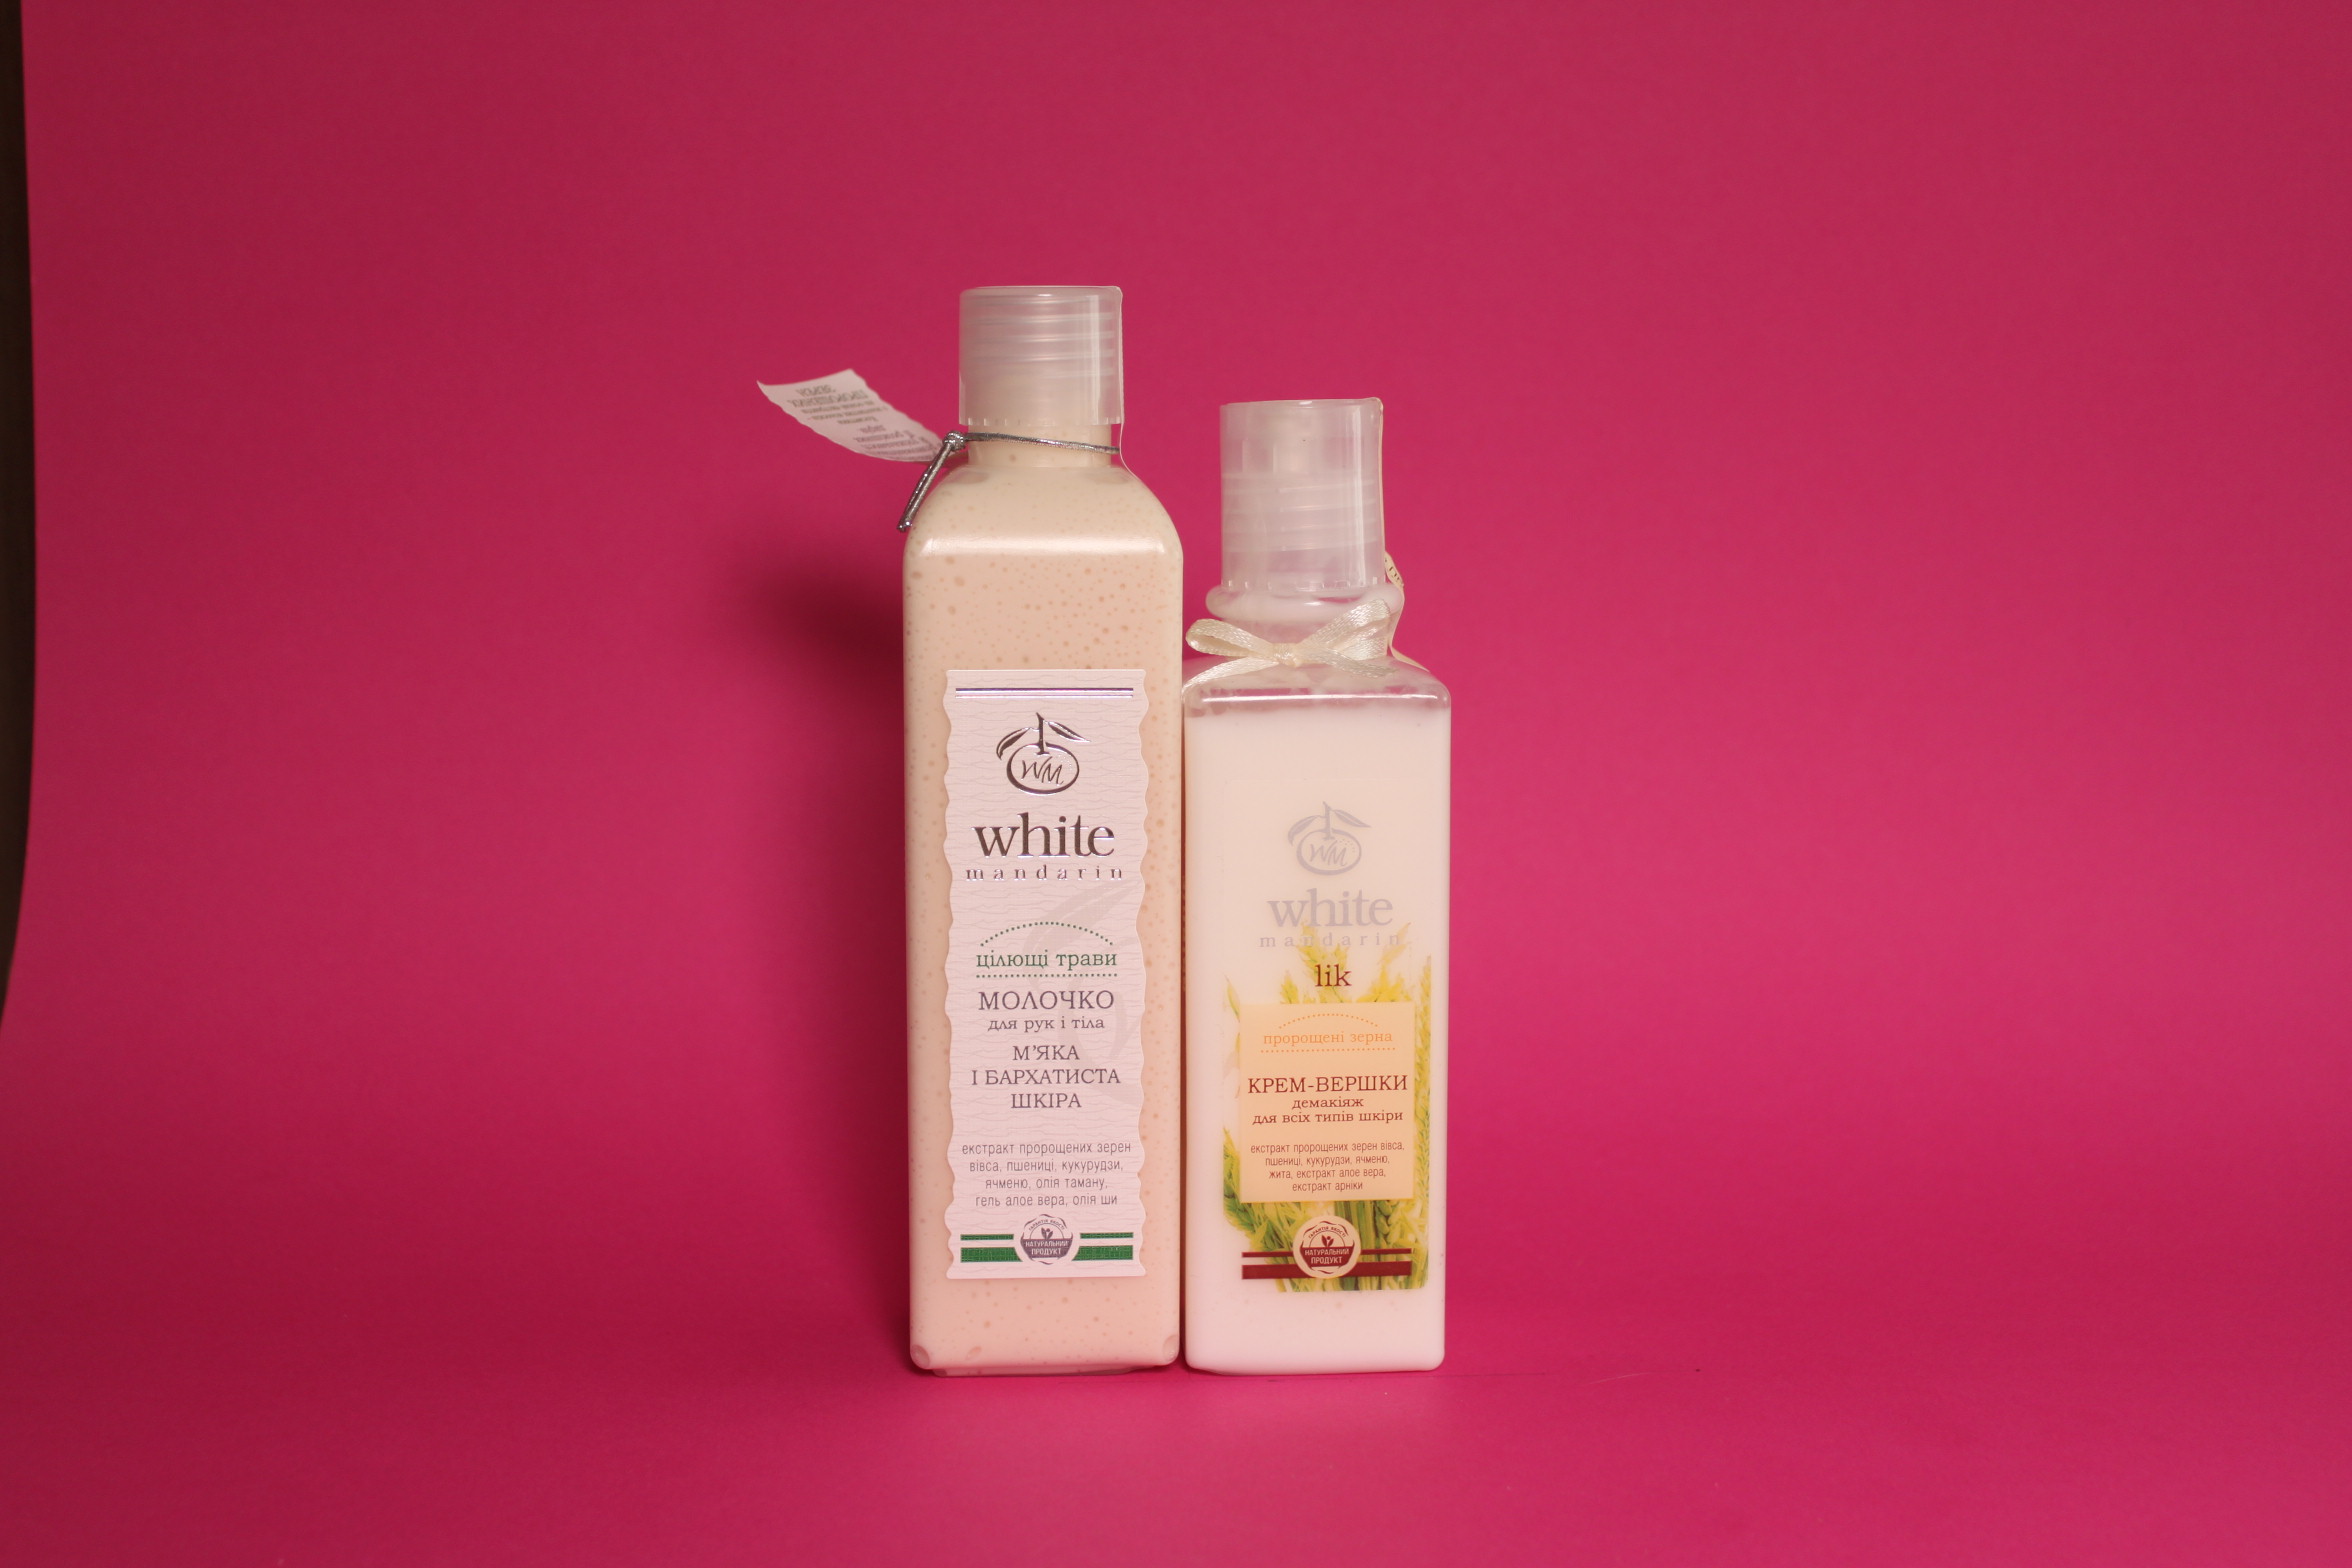 WM
white
mandarin
цілющі трави
МОЛОЧКО
для рук і тіла
М'ЯКА
І БАРХАТИСТА
ШКІРА
екстракт пророщених зерен
вівса, пшениці, кукурудзи,
ячменю, олія таману,
гель алое вера, олія ши
НАТУРАЛЬНИЙ
ПРОДУКТ
WM
white
mandarin
lik
пророщені зерна
КРЕМ-ВЕРШКИ
демакіяж
для всіх типів шкіри
екстракт пророщених зерен вівса,
пшениці, кукурудзи, ячменю,
жита, екстракт алое вера,
екстракт арніки
НАТУРАЛЬНИЙ
ПРОДУКТ